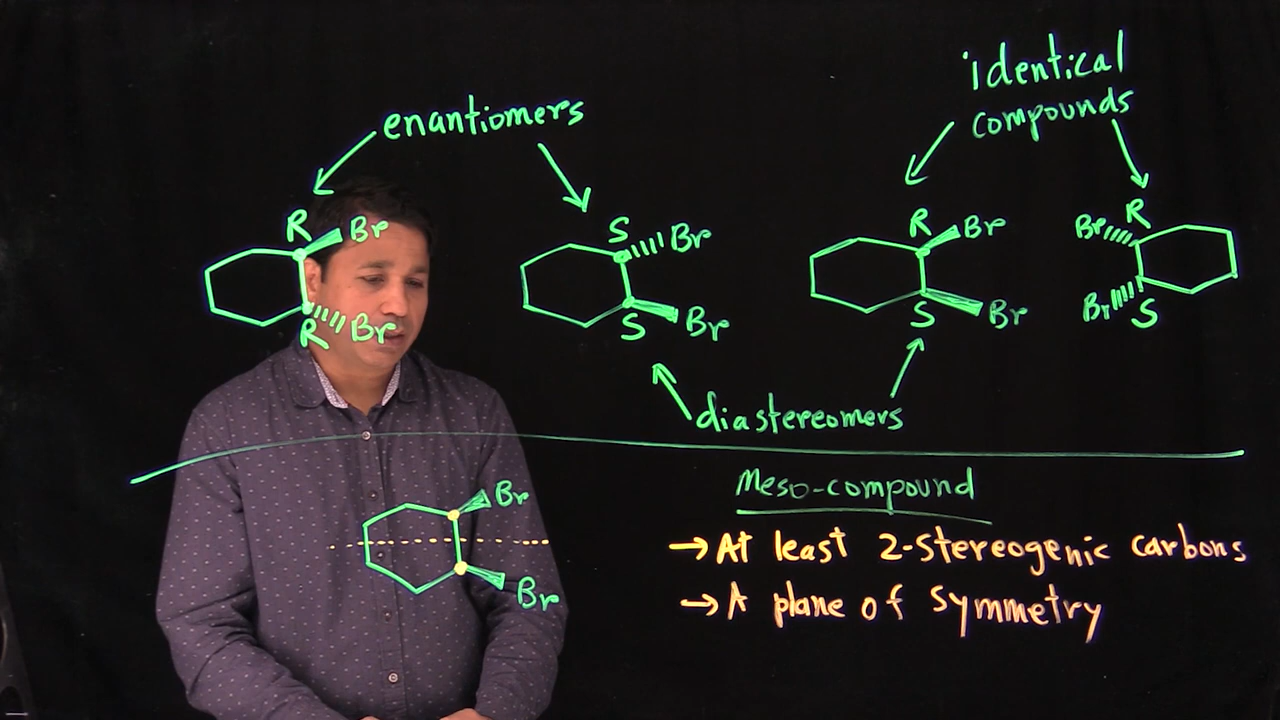 identical
compounds
enantiomers
R Br
R Br
S Br
S Br
R Br
S Br
Br R
Br S
diastereomers
Meso-compound
Br
Br
→At least 2-stereogenic carbons
→A plane of symmetry